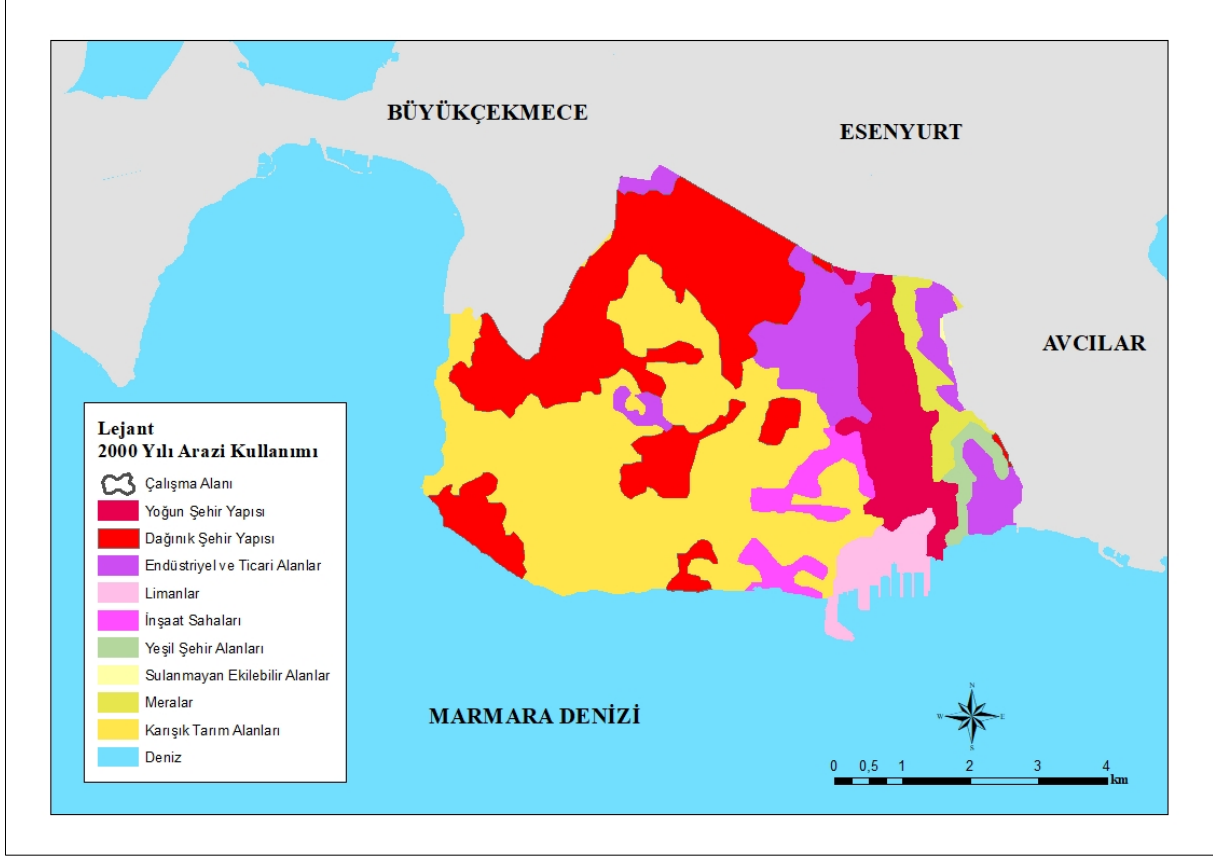 BÜYÜKÇEKMECE
ESENYURT
AVCILAR
Lejant
2000 Yılı Arazi Kullanımı
Çalışma Alanı
Yoğun Şehir Yapısı
Dağınık Şehir Yapısı
Endüstriyel ve Ticari Alanlar
Limanlar
İnşaat Sahaları
Yeşil Şehir Alanları
Sulanmayan Ekilebilir Alanlar
Meralar
Karışık Tarım Alanları
Deniz
MARMARA DENİZİ
N
W E
S
0 0,5 1 2 3 4
km